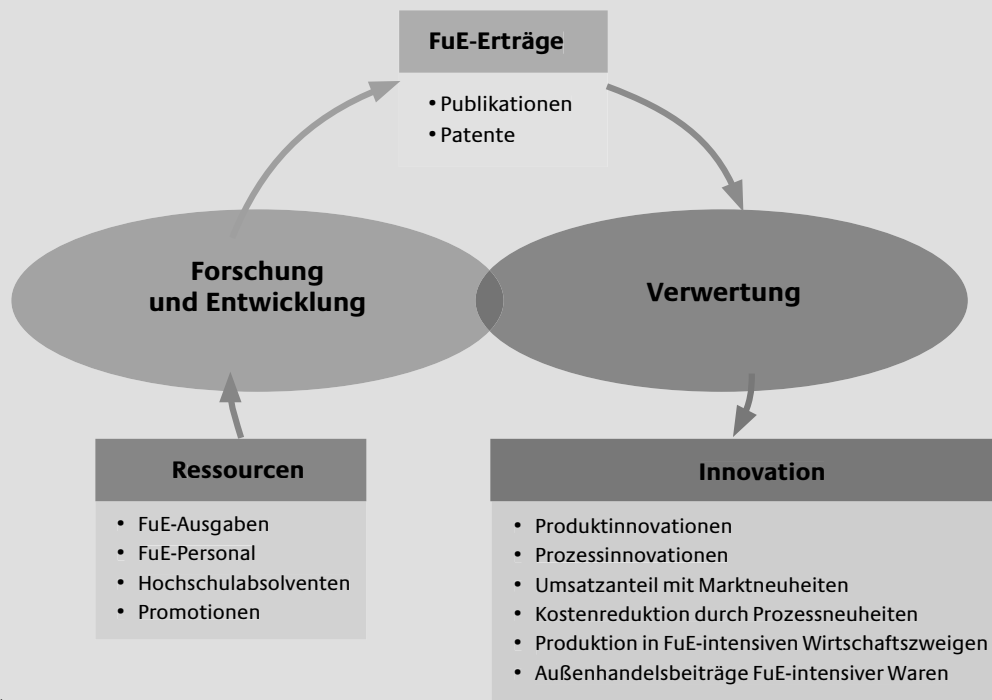 FuE-Erträge
• Publikationen
• Patente
Forschung
und Entwicklung
Verwertung
Ressourcen
• FuE-Ausgaben
• FuE-Personal
• Hochschulabsolventen
• Promotionen
Innovation
• Produktinnovationen
• Prozessinnovationen
• Umsatzanteil mit Marktneuheiten
• Kostenreduktion durch Prozessneuheiten
• Produktion in FuE-intensiven Wirtschaftszweigen
• Außenhandelsbeiträge FuE-intensiver Waren